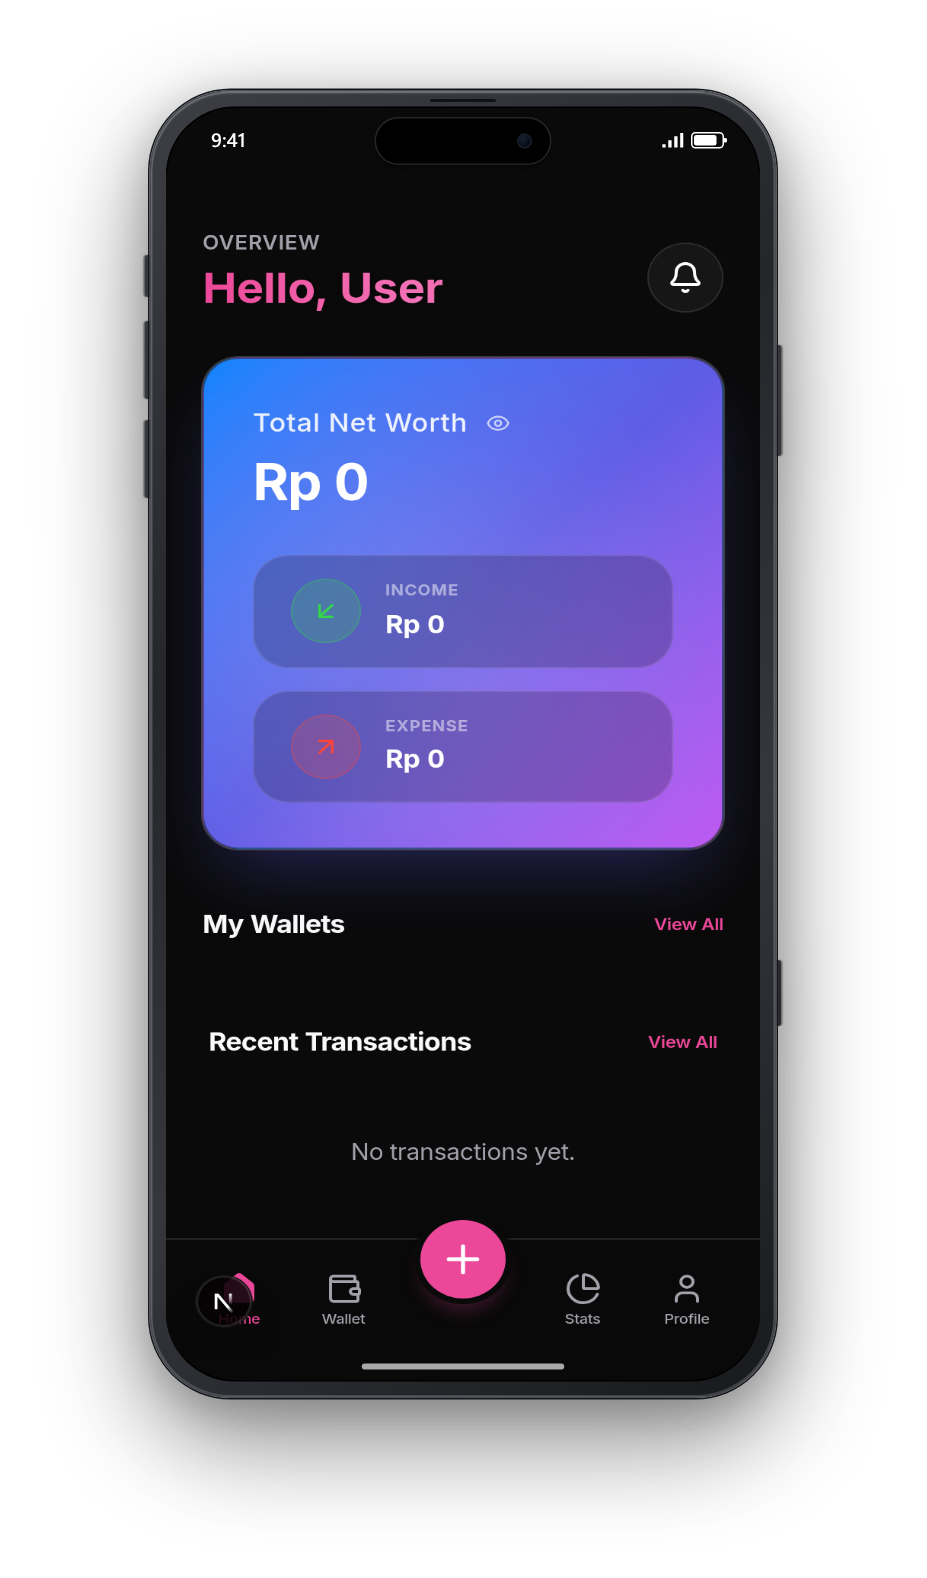 9:41
OVERVIEW
Hello, User
Total Net Worth
Rp 0
INCOME
Rp 0
EXPENSE
Rp 0
My Wallets
View All
Recent Transactions
View All
No transactions yet.
N
Home
Wallet
Stats
Profile